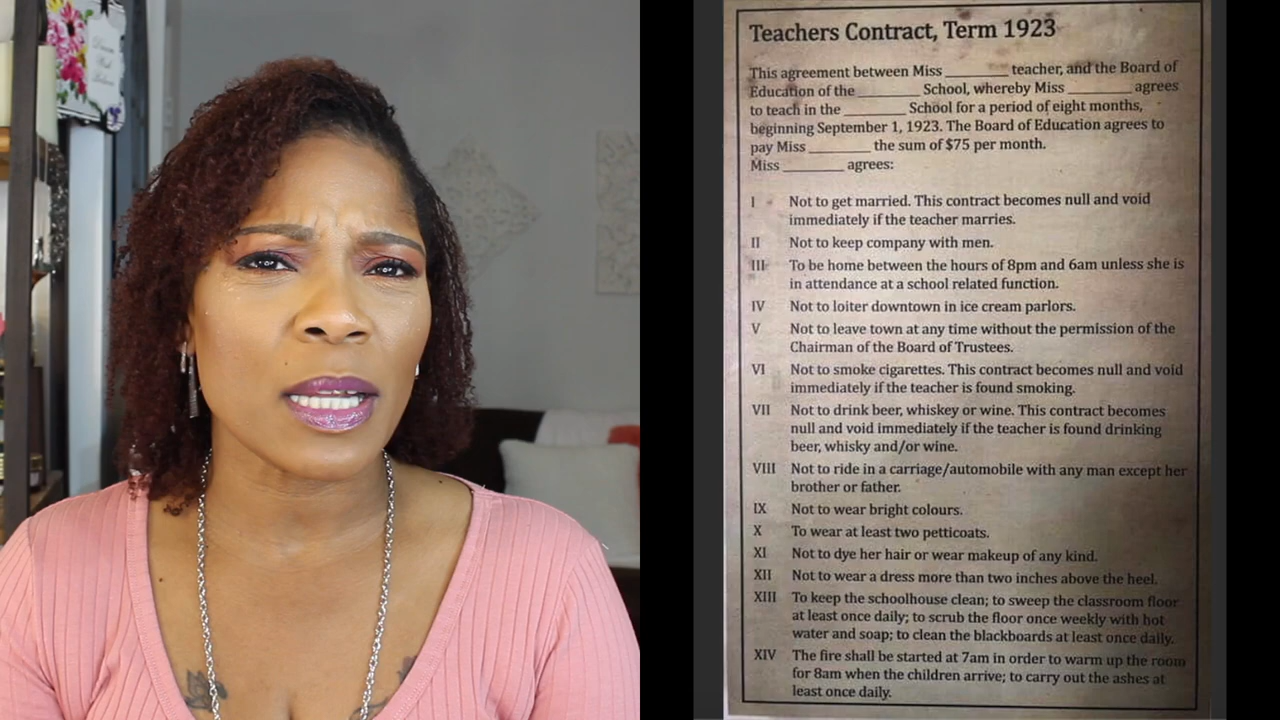 Teachers Contract, Term 1923
This agreement between Miss ________ teacher, and the Board of
Education of the ________ School, whereby Miss ________ agrees
to teach in the ________ School for a period of eight months,
beginning September 1, 1923. The Board of Education agrees to
pay Miss ________ the sum of $75 per month.
Miss ________ agrees:
I Not to get married. This contract becomes null and void
immediately if the teacher marries.
II Not to keep company with men.
III To be home between the hours of 8pm and 6am unless she is
in attendance at a school related function.
IV Not to loiter downtown in ice cream parlors.
V Not to leave town at any time without the permission of the
Chairman of the Board of Trustees.
VI Not to smoke cigarettes. This contract becomes null and void
immediately if the teacher is found smoking.
VII Not to drink beer, whiskey or wine. This contract becomes
null and void immediately if the teacher is found drinking
beer, whisky and/or wine.
VIII Not to ride in a carriage/automobile with any man except her
brother or father.
IX Not to wear bright colours.
X To wear at least two petticoats.
XI Not to dye her hair or wear makeup of any kind.
XII Not to wear a dress more than two inches above the heel.
XIII To keep the schoolhouse clean; to sweep the classroom floor
at least once daily; to scrub the floor once weekly with hot
water and soap; to clean the blackboards at least once daily.
XIV The fire shall be started at 7am in order to warm up the room
for 8am when the children arrive; to carry out the ashes at
least once daily.